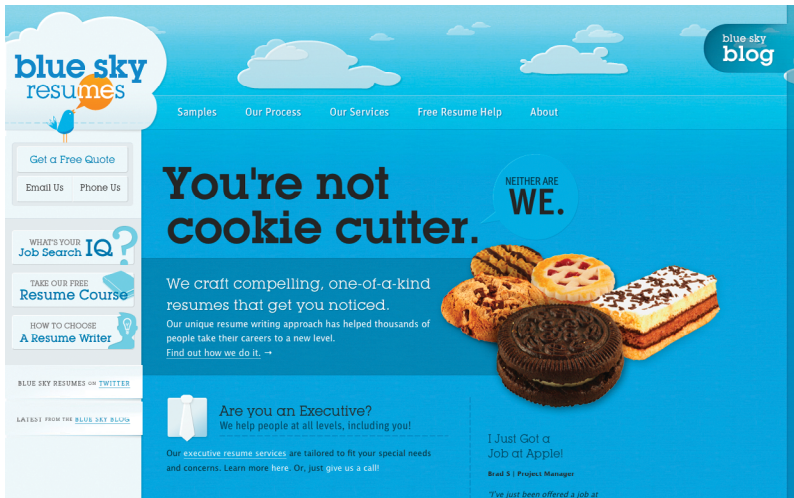 blue sky
resumes
blue sky
blog
Samples
Our Process
Our Services
Free Resume Help
About
Get a Free Quote
Email Us
Phone Us
WHAT'S YOUR
Job Search IQ
TAKE OUR FREE
Resume Course
HOW TO CHOOSE
A Resume Writer
BLUE SKY RESUMES ON TWITTER
LATEST FROM THE BLUE SKY BLOG
You're not
cookie cutter.
NEITHER ARE
WE.
We craft compelling, one-of-a-kind
resumes that get you noticed.
Our unique resume writing approach has helped thousands of
people take their careers to a new level.
Find out how we do it. →
Are you an Executive?
We help people at all levels, including you!
Our executive resume services are tailored to fit your special needs
and concerns. Learn more here. Or, just give us a call!
I Just Got a
Job at Apple!
Brad S | Project Manager
"I've just been offered a job at